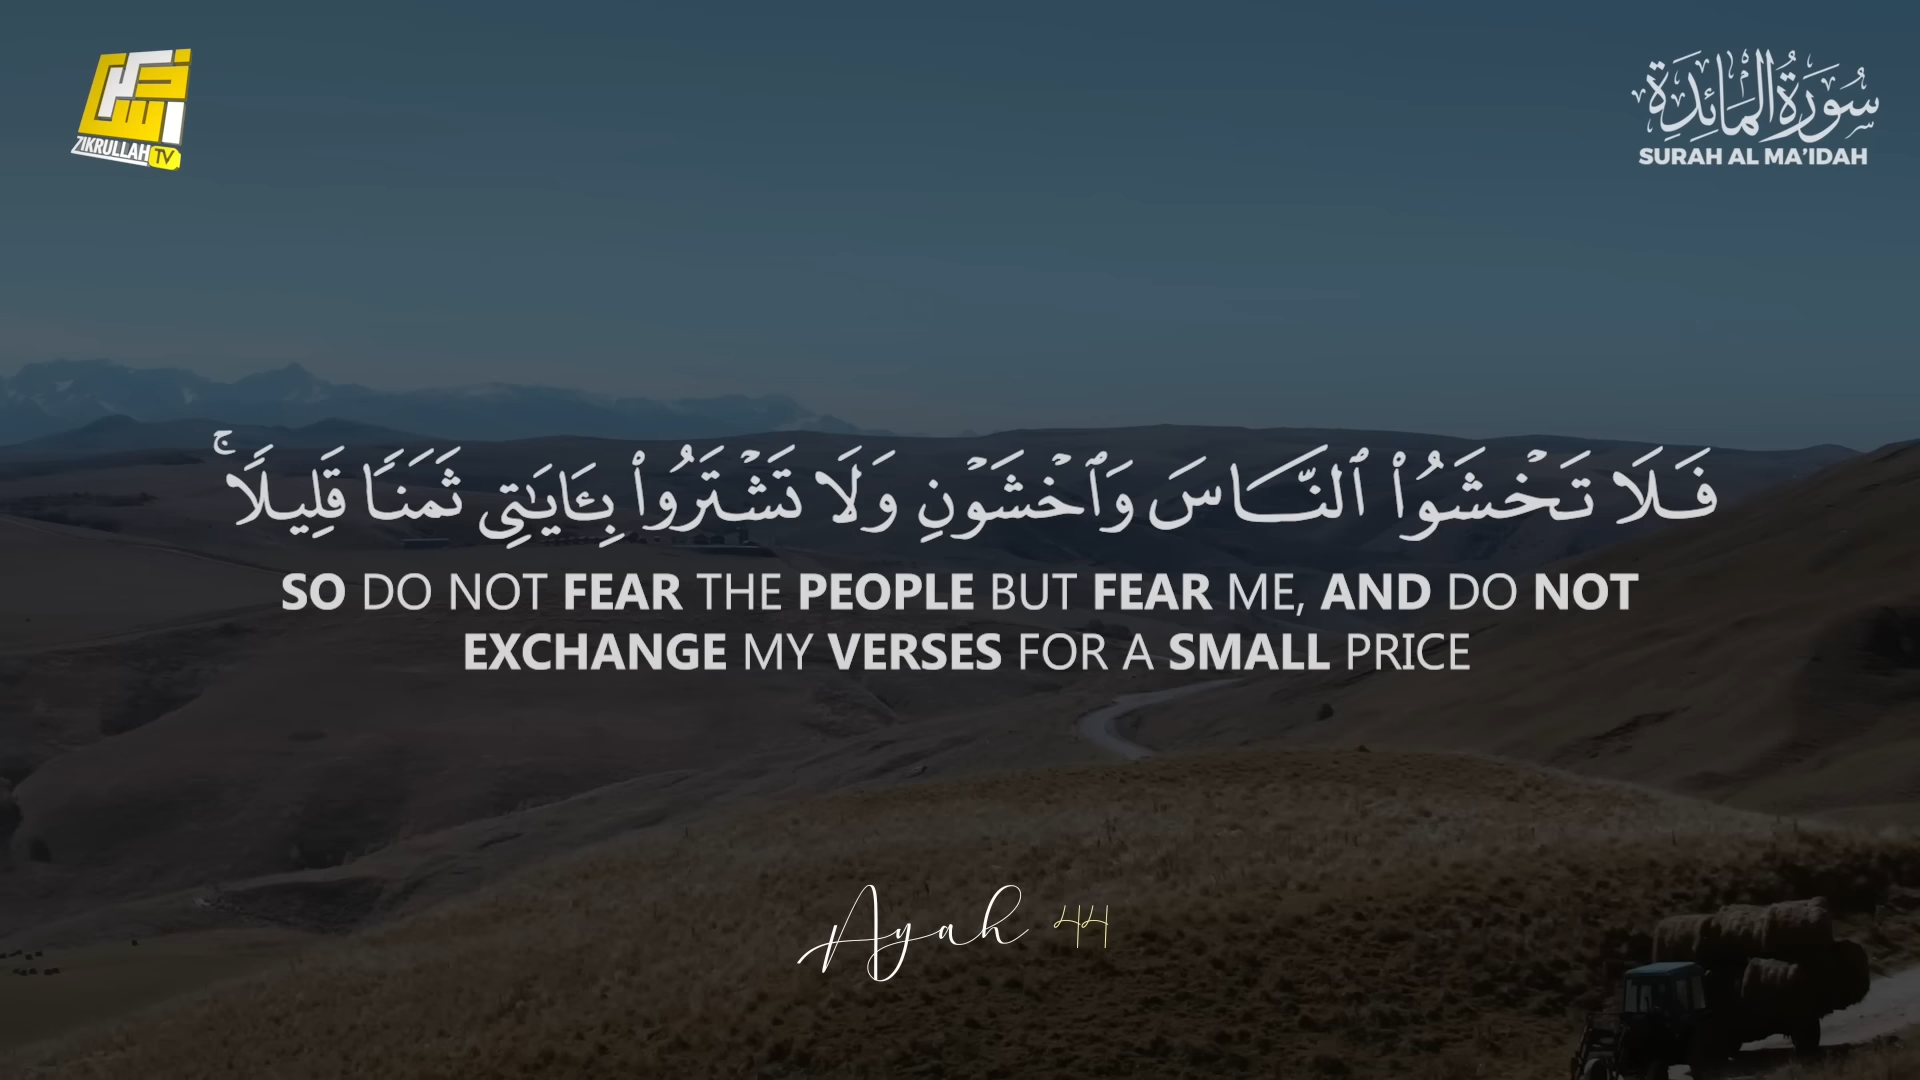 ZIKRULLAH TV
سُورَةُ المَائِدَةِ
SURAH AL MA'IDAH
فَلَا تَخْشَوُا۟ ٱلنَّاسَ وَٱخْشَوْنِ وَلَا تَشْتَرُوا۟ بِـَٔايَـٰتِى ثَمَنًا قَلِيلًا ۚ
SO DO NOT FEAR THE PEOPLE BUT FEAR ME, AND DO NOT
EXCHANGE MY VERSES FOR A SMALL PRICE
Ayah 44